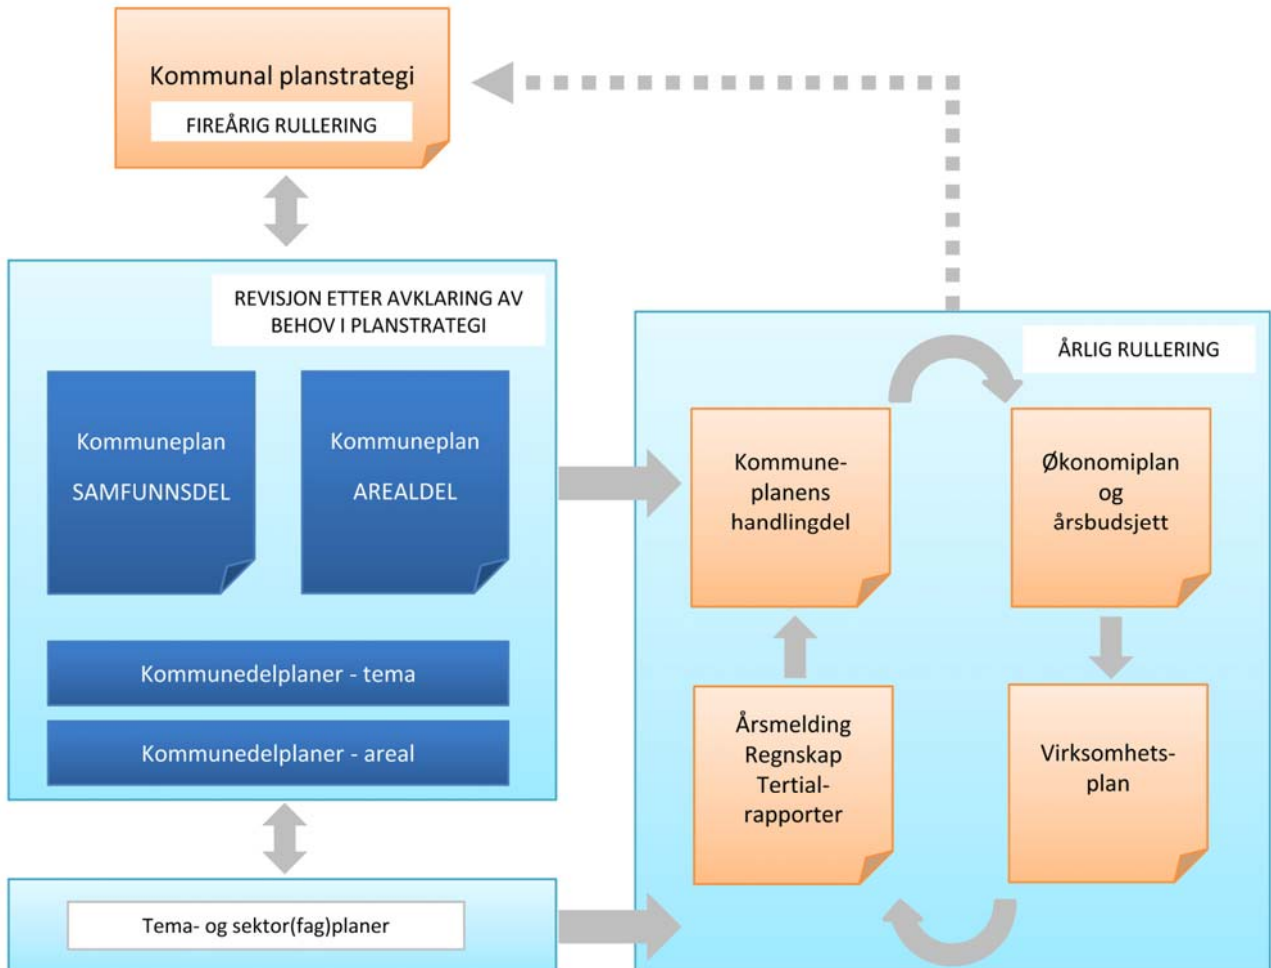 Kommunal planstrategi
FIREÅRIG RULLERING
REVISJON ETTER AVKLARING AV
BEHOV I PLANSTRATEGI
Kommuneplan
SAMFUNNSDEL
Kommuneplan
AREALDEL
Kommunedelplaner - tema
Kommunedelplaner - areal
Tema- og sektor(fag)planer
ÅRLIG RULLERING
Kommune-
planens
handlingdel
Økonomiplan
og
årsbudsjett
Årsmelding
Regnskap
Tertial-
rapporter
Virksomhets-
plan